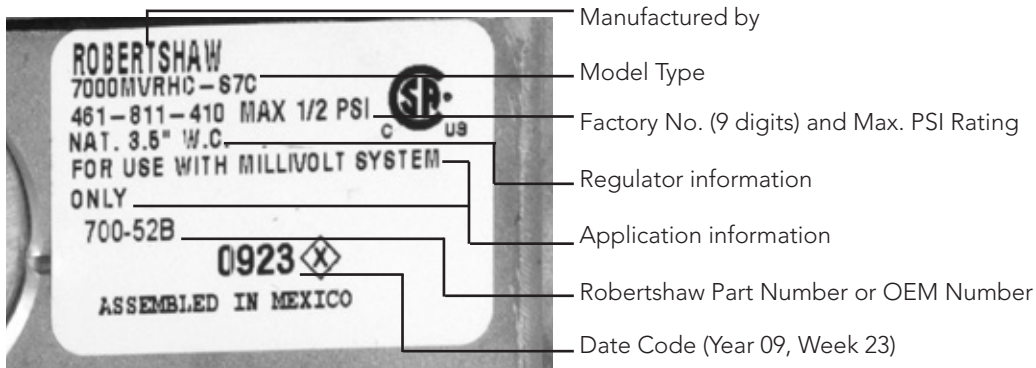 ROBERTSHAW
7000MVRHC-S7C
461-811-410 MAX 1/2 PSI
NAT. 3.5" W.C.
FOR USE WITH MILLIVOLT SYSTEM
ONLY
700-52B
0923 X
ASSEMBLED IN MEXICO
SA
C US
Manufactured by
Model Type
Factory No. (9 digits) and Max. PSI Rating
Regulator information
Application information
Robertshaw Part Number or OEM Number
Date Code (Year 09, Week 23)